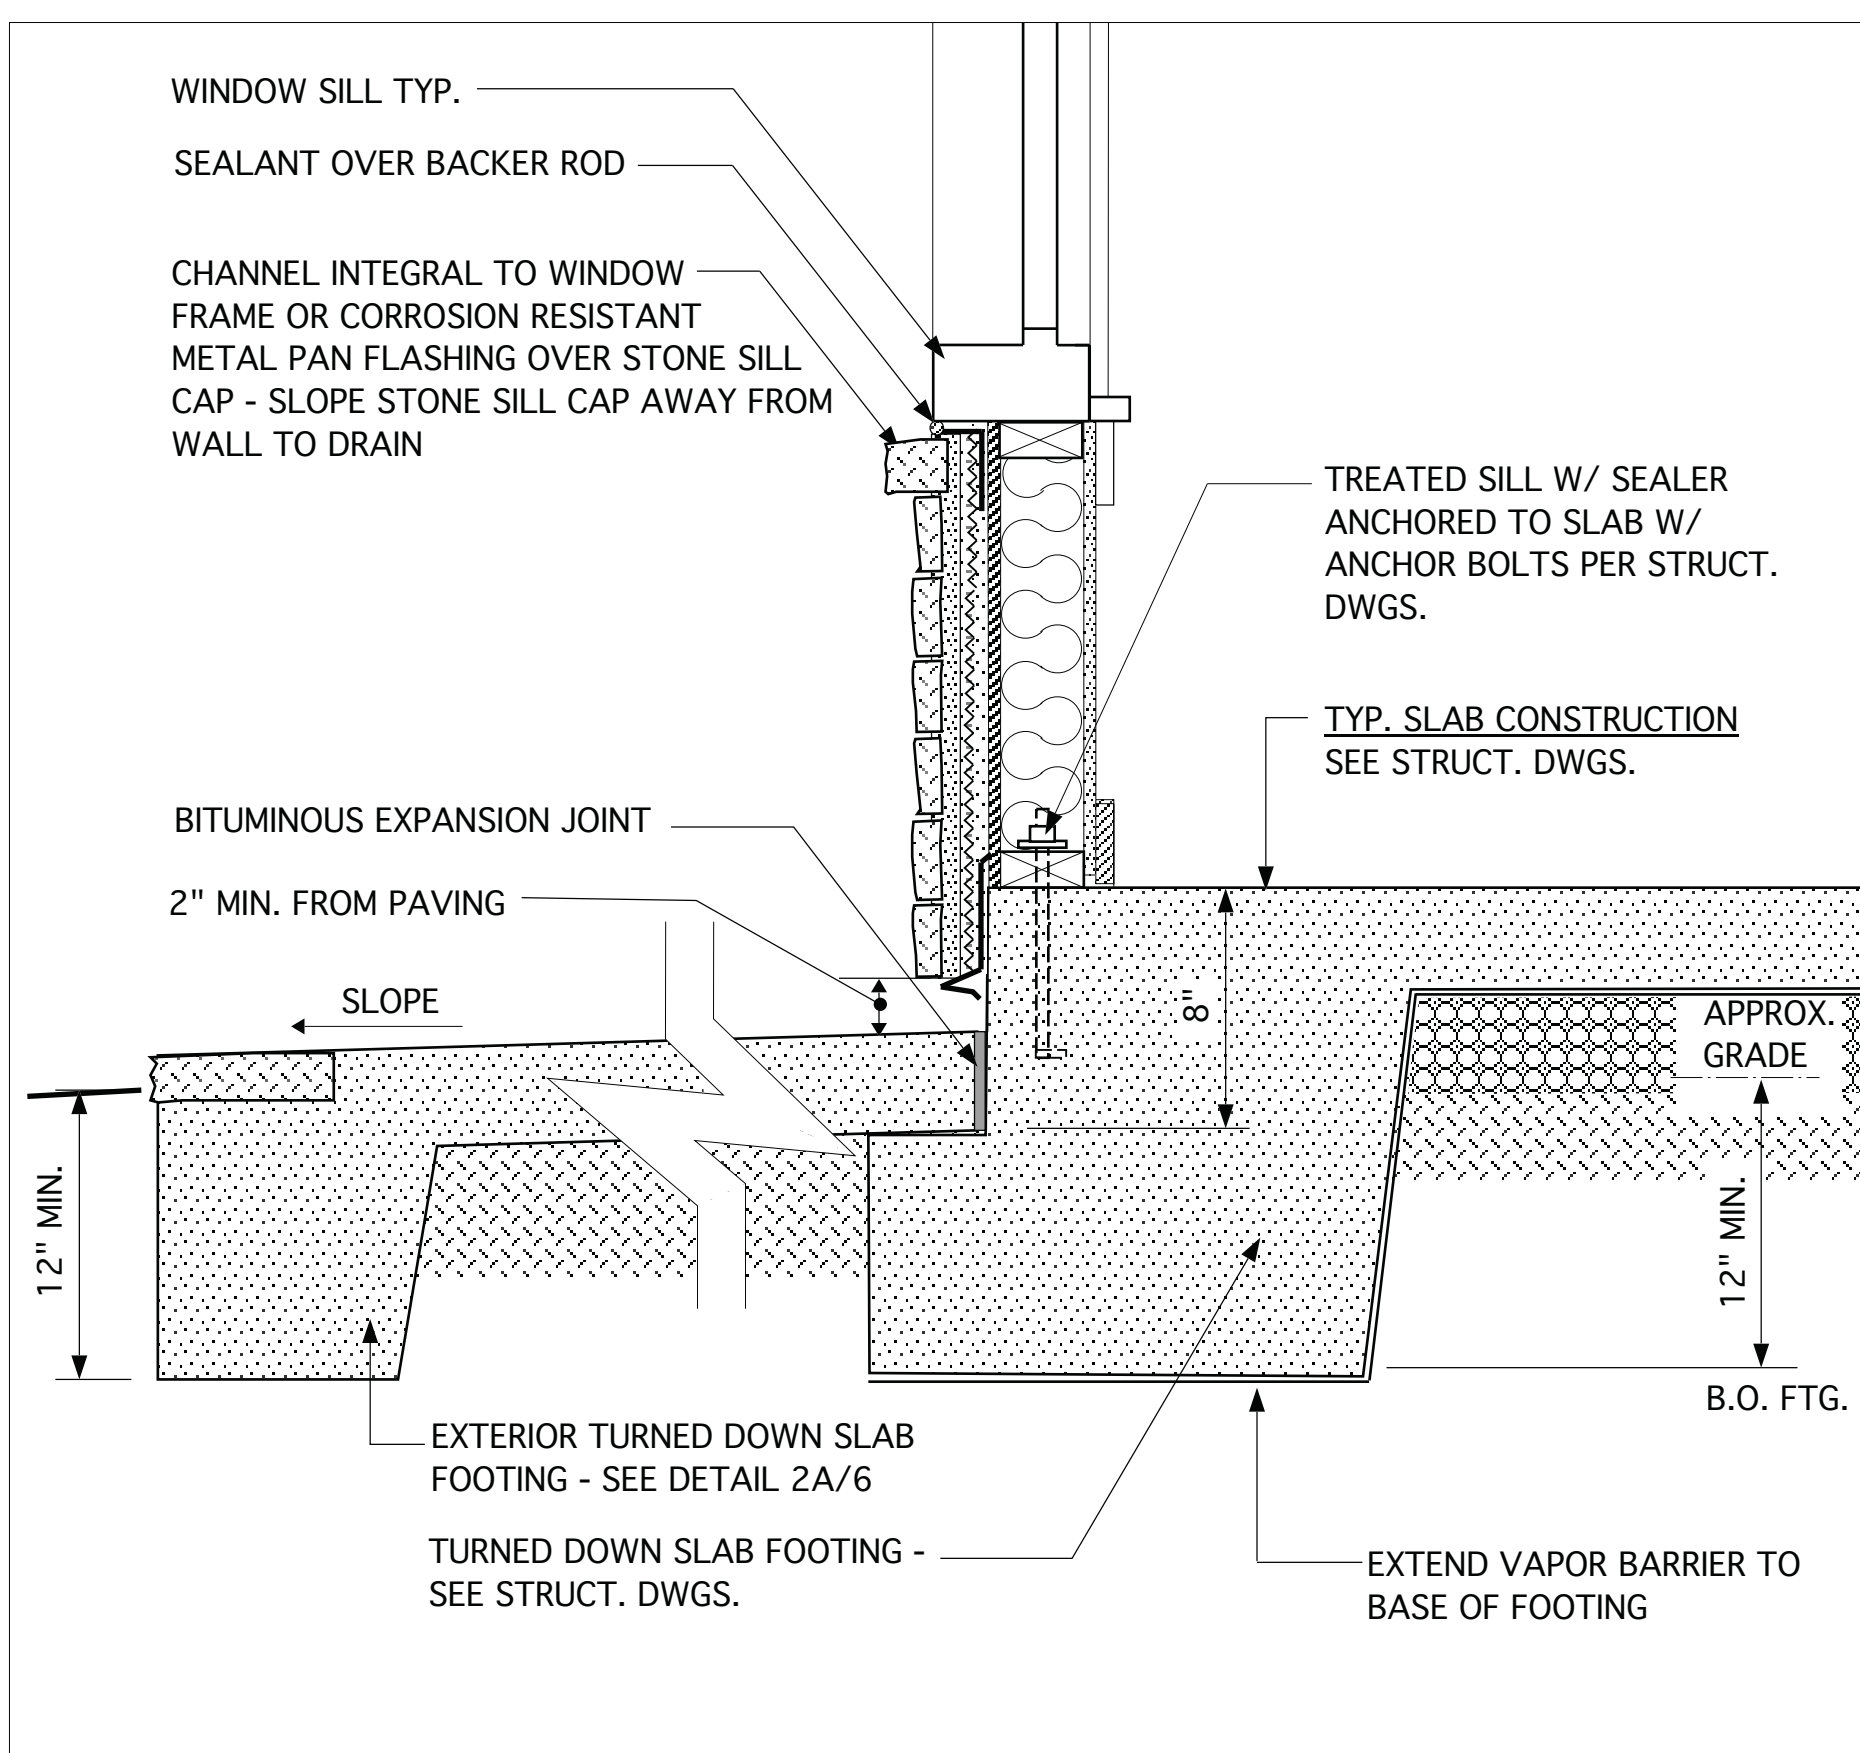 WINDOW SILL TYP.
SEALANT OVER BACKER ROD
CHANNEL INTEGRAL TO WINDOW
FRAME OR CORROSION RESISTANT
METAL PAN FLASHING OVER STONE SILL
CAP - SLOPE STONE SILL CAP AWAY FROM
WALL TO DRAIN
TREATED SILL W/ SEALER
ANCHORED TO SLAB W/
ANCHOR BOLTS PER STRUCT.
DWGS.
TYP. SLAB CONSTRUCTION
SEE STRUCT. DWGS.
BITUMINOUS EXPANSION JOINT
2" MIN. FROM PAVING
SLOPE
8"
APPROX.
GRADE
12" MIN.
12" MIN.
B.O. FTG.
EXTERIOR TURNED DOWN SLAB
FOOTING - SEE DETAIL 2A/6
TURNED DOWN SLAB FOOTING -
SEE STRUCT. DWGS.
EXTEND VAPOR BARRIER TO
BASE OF FOOTING